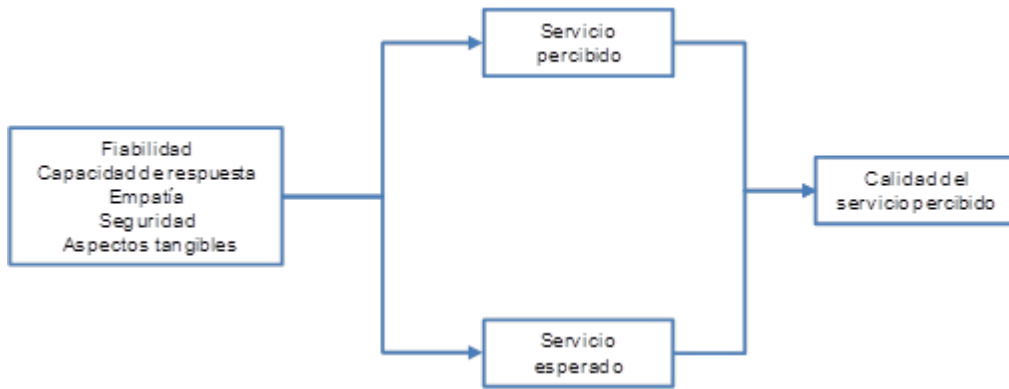 Servicio
percibido
Fiabilidad
Capacidad de respuesta
Empatía
Seguridad
Aspectos tangibles
Calidad del
servicio percibido
Servicio
esperado